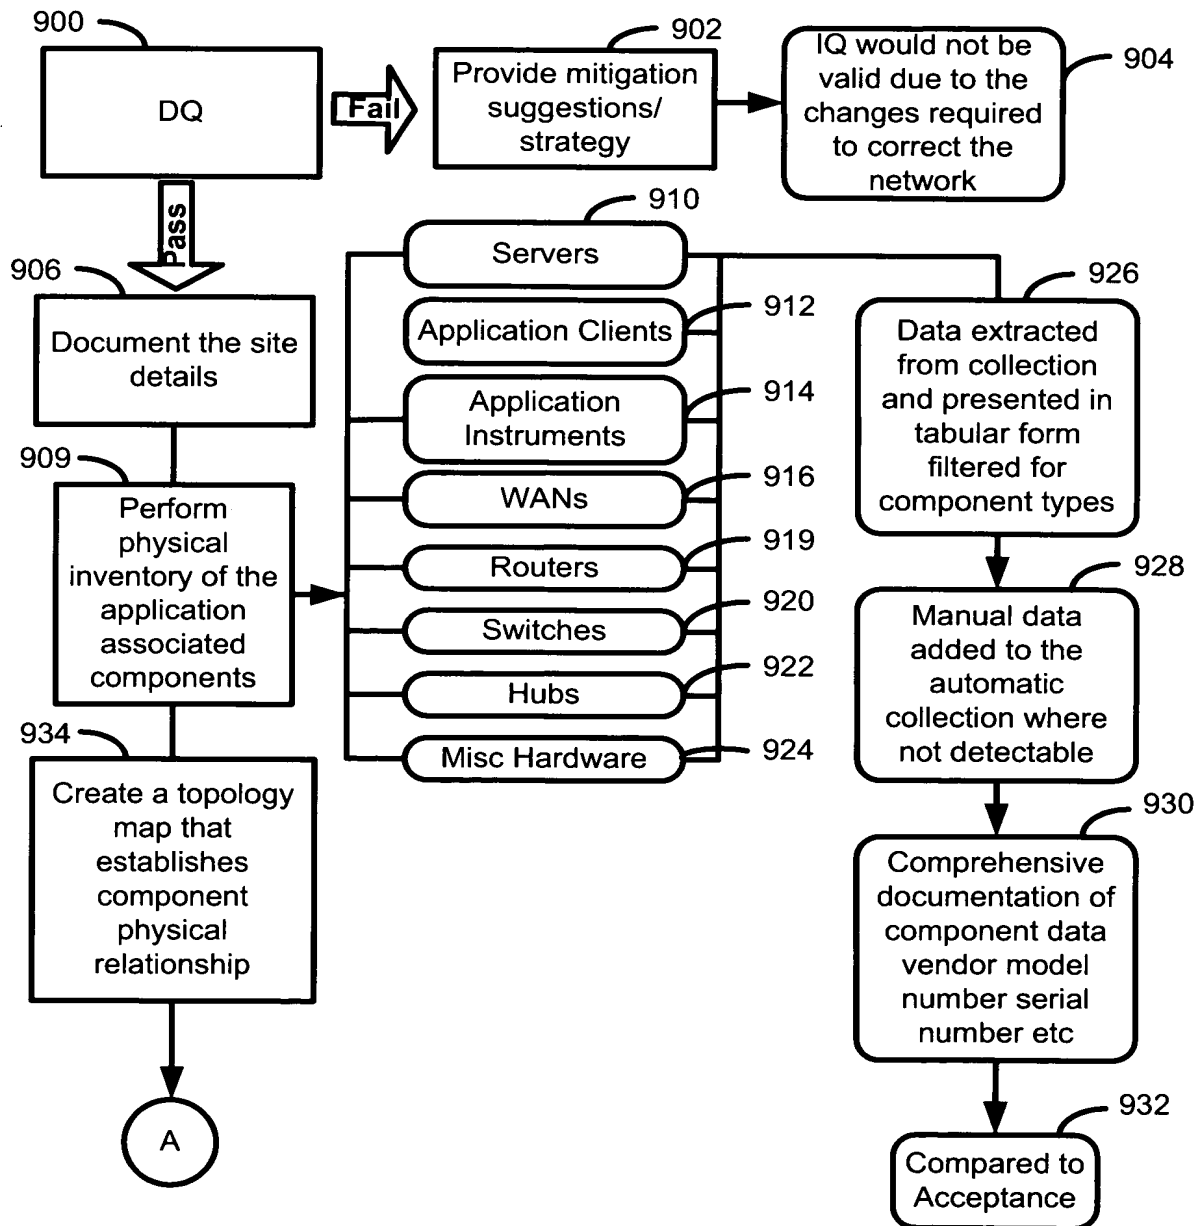 900
DQ
Fail
902
Provide mitigation
suggestions/
strategy
904
IQ would not be
valid due to the
changes required
to correct the
network
Pass
906
Document the site
details
909
Perform
physical
inventory of the
application
associated
components
934
Create a topology
map that
establishes
component
physical
relationship
A
910
Servers
912
Application Clients
914
Application
Instruments
916
WANs
919
Routers
920
Switches
922
Hubs
924
Misc Hardware
926
Data extracted
from collection
and presented in
tabular form
filtered for
component types
928
Manual data
added to the
automatic
collection where
not detectable
930
Comprehensive
documentation of
component data
vendor model
number serial
number etc
932
Compared to
Acceptance